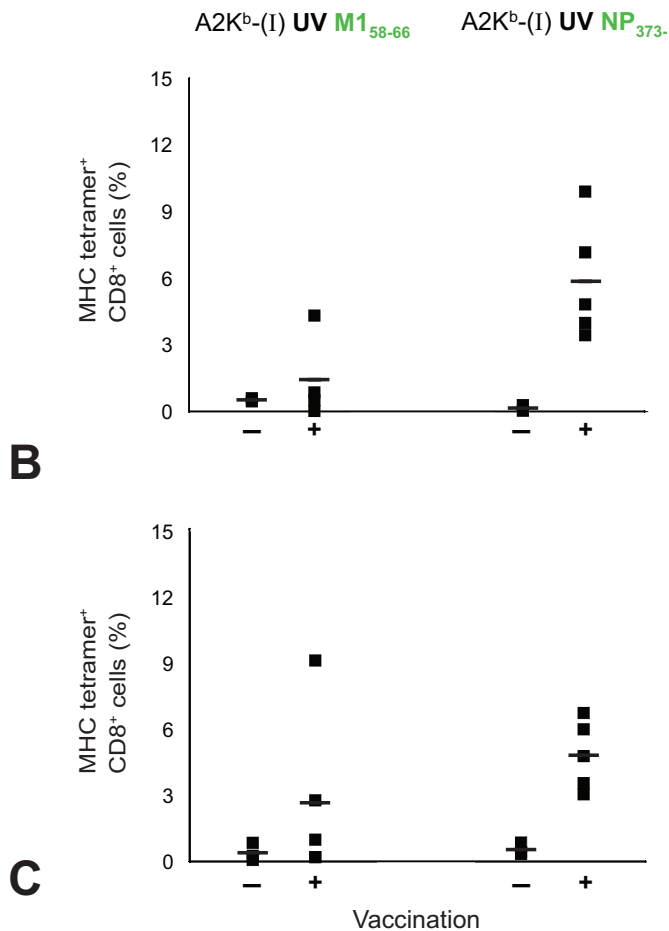 A2Kᵇ-(I) UV M1₅₈₋₆₆ A2Kᵇ-(I) UV NP₃₇₃₋
15
12
9
6
3
0
MHC tetramer⁺
CD8⁺ cells (%)
– + – +
B
15
12
9
6
3
0
MHC tetramer⁺
CD8⁺ cells (%)
– + – +
C
Vaccination